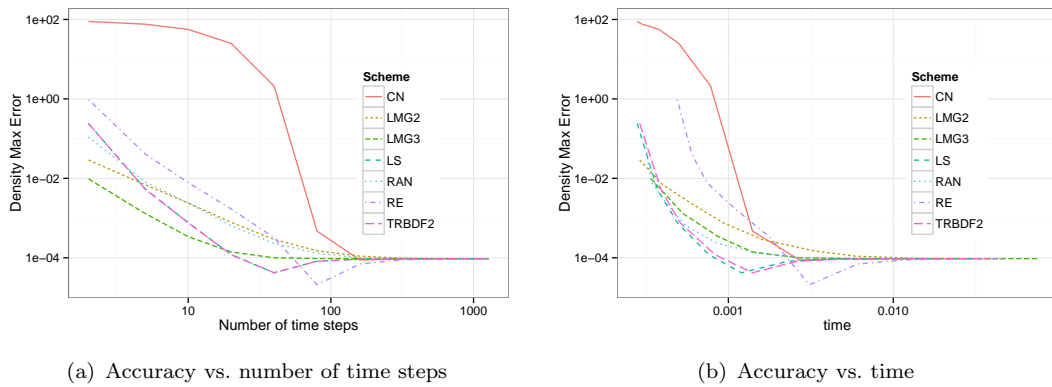 1e+02
1e+00
1e−02
1e−04
Density Max Error
10
100
1000
Number of time steps
Scheme
CN
LMG2
LMG3
LS
RAN
RE
TRBDF2
(a) Accuracy vs. number of time steps
1e+02
1e+00
1e−02
1e−04
Density Max Error
0.001
0.010
time
Scheme
CN
LMG2
LMG3
LS
RAN
RE
TRBDF2
(b) Accuracy vs. time